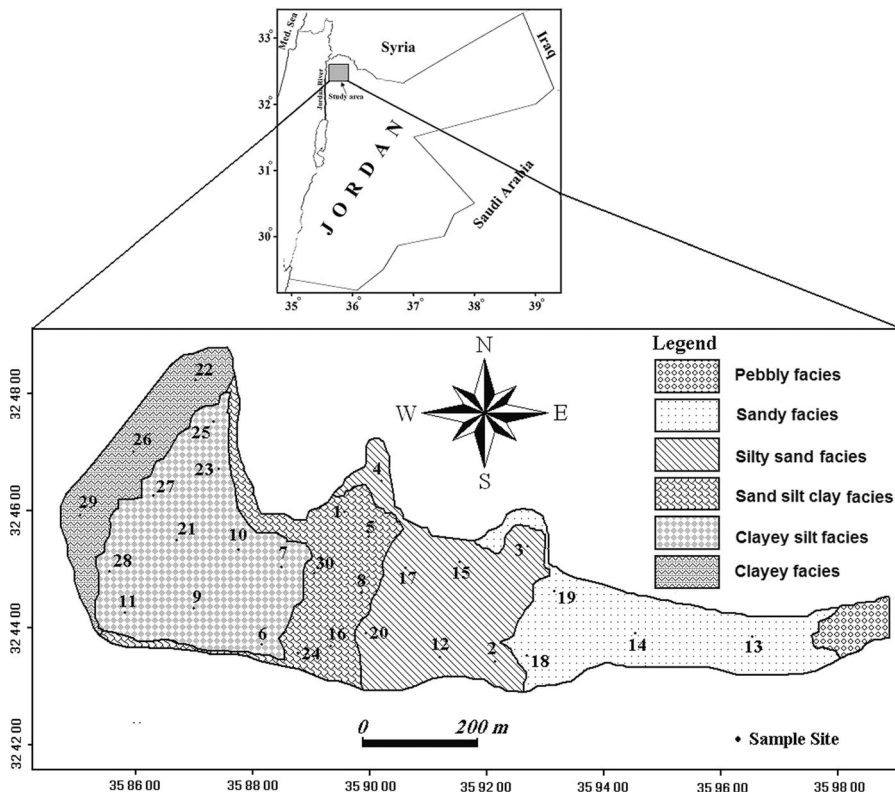 33°
Med. Sea
Syria
Iraq
Jordan River
Study area
32°
31°
JORDAN
Saudi Arabia
30°
35° 36° 37° 38° 39°
N
W E
S
Legend
Pebbly facies
Sandy facies
Silty sand facies
Sand silt clay facies
Clayey silt facies
Clayey facies
32 48 00
32 46 00
32 44 00
32 42 00
22
26
25
4
29
27
23
1
5
21
10
7
3
28
30
8
17
15
19
11
9
6
24
16
20
12
2
18
14
13
0 200 m
Sample Site
35 86 00 35 88 00 35 90 00 35 92 00 35 94 00 35 96 00 35 98 00